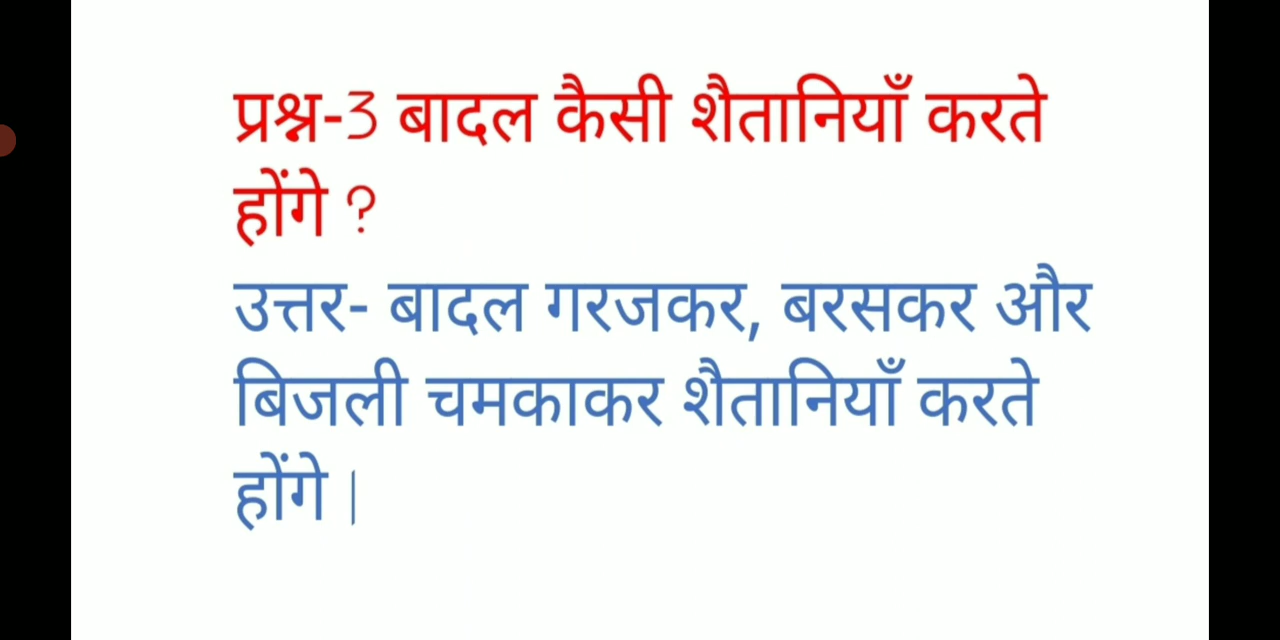 प्रश्न-3 बादल कैसी शैतानियाँ करते
होंगे ?
उत्तर- बादल गरजकर, बरसकर और
बिजली चमकाकर शैतानियाँ करते
होंगे |